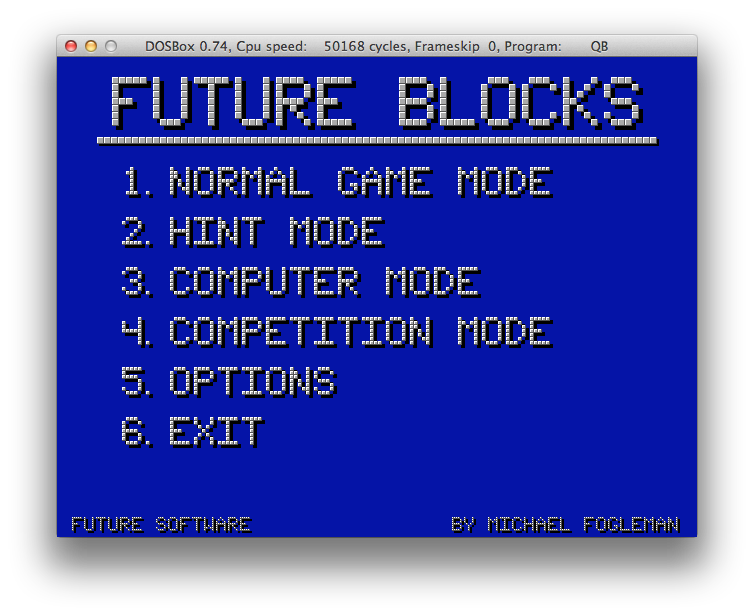 DOSBox 0.74, Cpu speed: 50168 cycles, Frameskip 0, Program: QB
FUTURE BLOCKS
1. NORMAL GAME MODE
2. HINT MODE
3. COMPUTER MODE
4. COMPETITION MODE
5. OPTIONS
6. EXIT
FUTURE SOFTWARE
BY MICHAEL FOGLEMAN